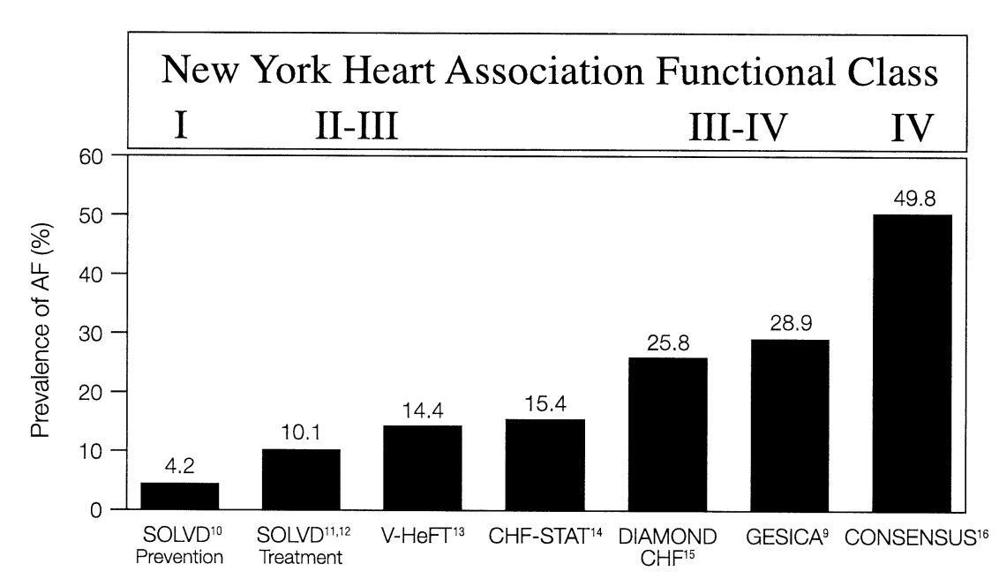 New York Heart Association Functional Class
I II-III III-IV IV
60
50
40
30
20
10
0
Prevalence of AF (%)
4.2
10.1
14.4
15.4
25.8
28.9
49.8
SOLVD¹⁰
Prevention
SOLVD¹¹,¹²
Treatment
V-HeFT¹³
CHF-STAT¹⁴
DIAMOND
CHF¹⁵
GESICA⁹
CONSENSUS¹⁶